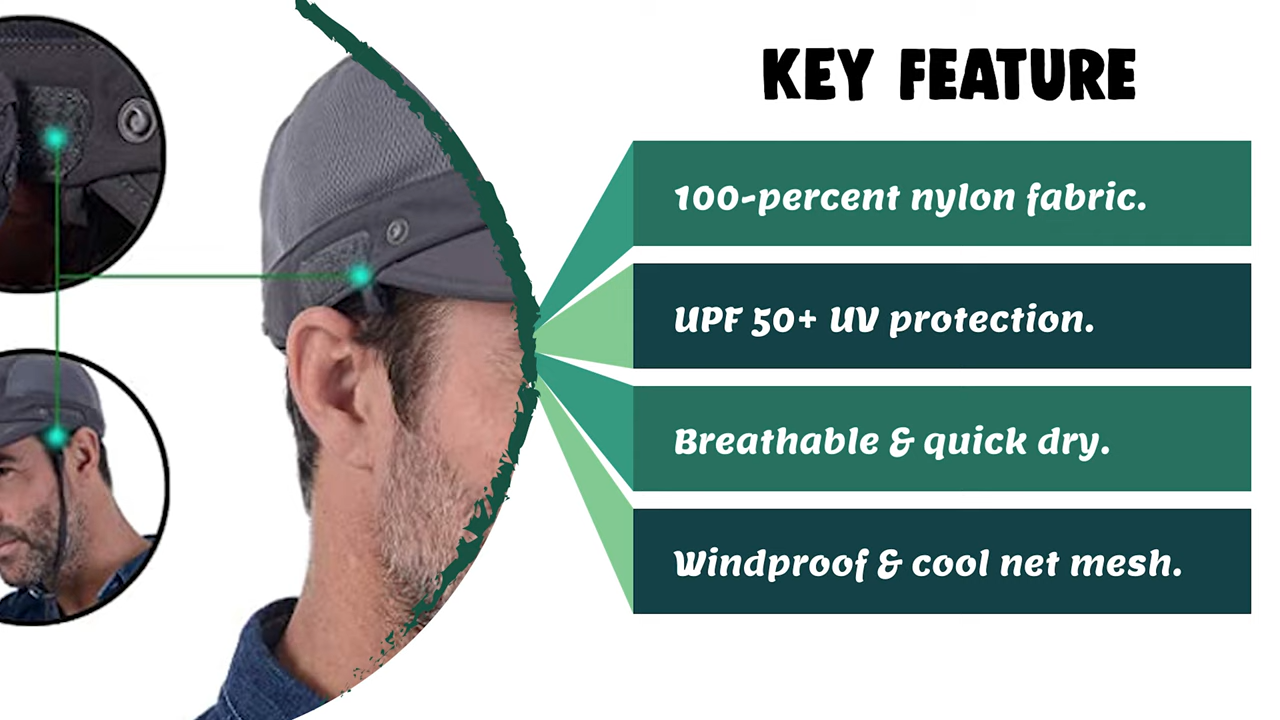 KEY FEATURE
100-percent nylon fabric.
UPF 50+ UV protection.
Breathable & quick dry.
Windproof & cool net mesh.